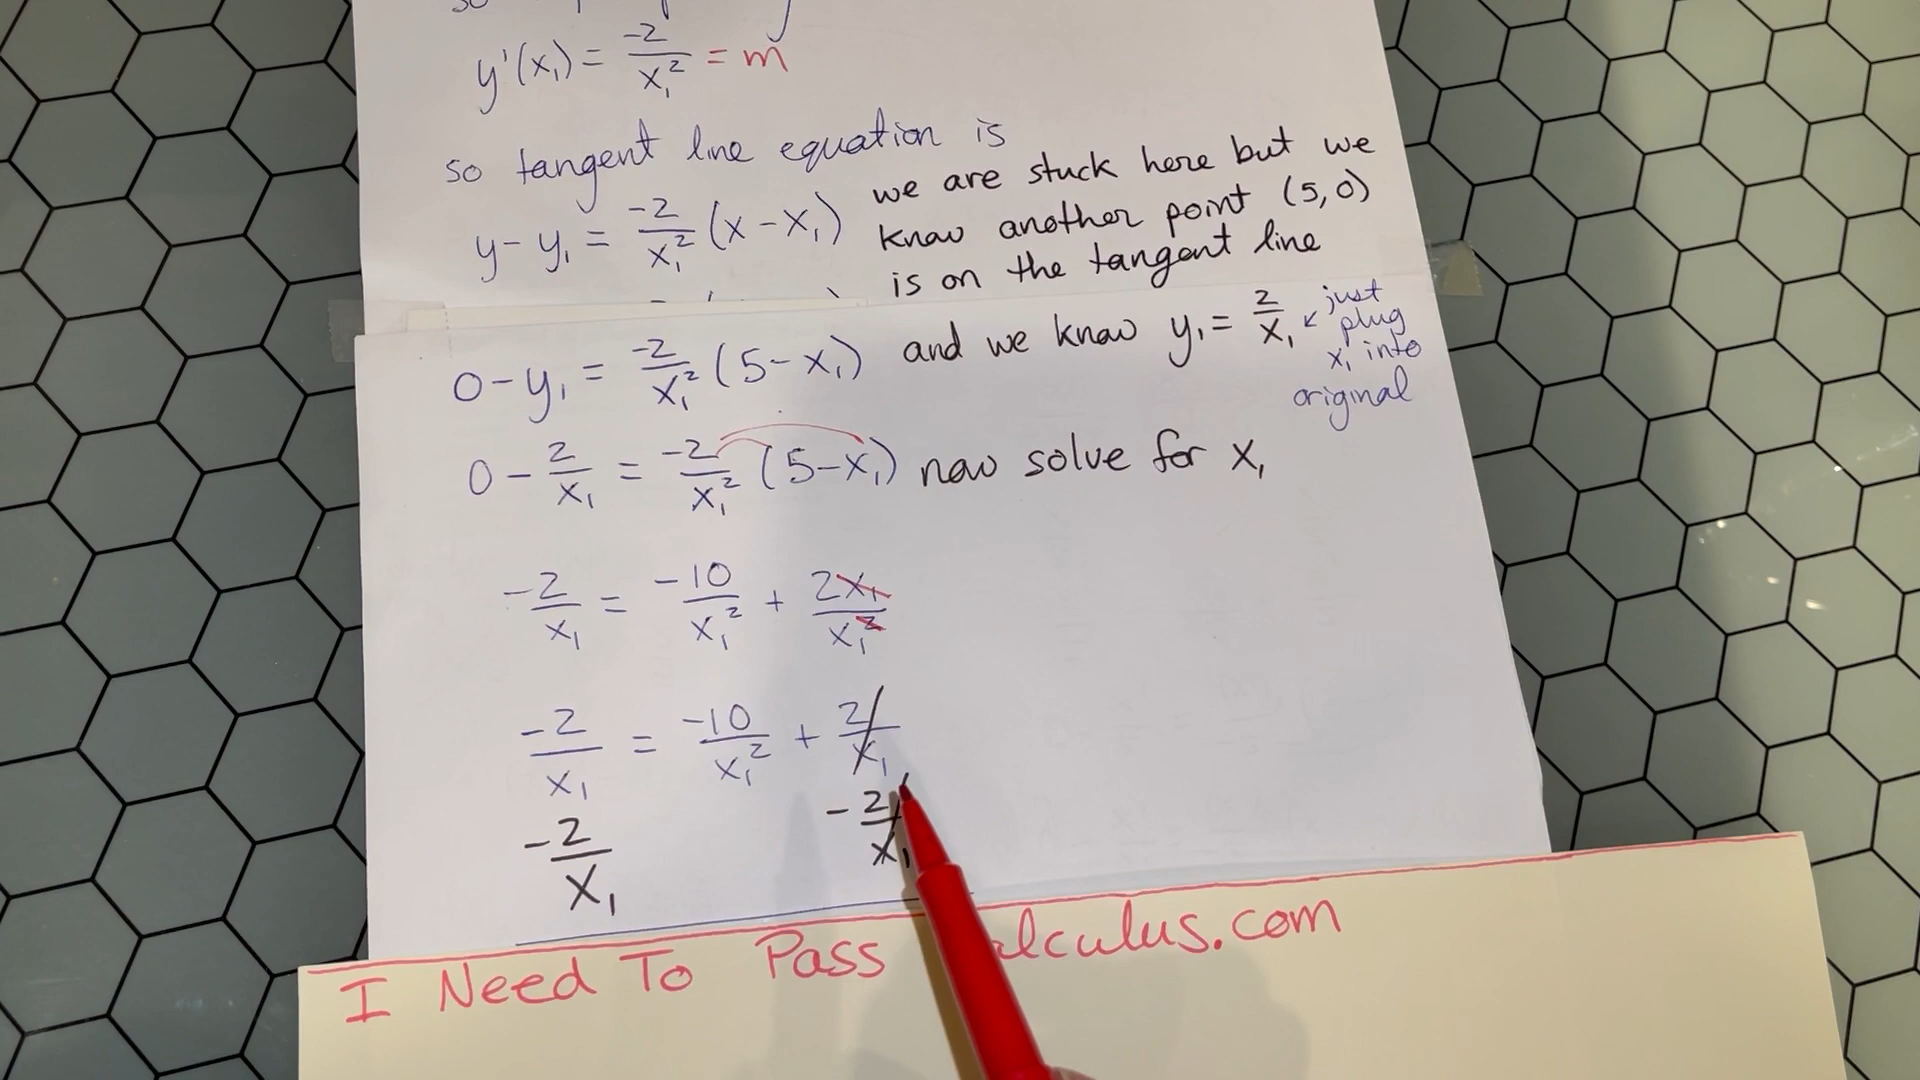 so
y'(x₁) = -2/x₁² = m
so tangent line equation is
y - y₁ = -2/x₁² (x - x₁)
we are stuck here but we
know another point (5,0)
is on the tangent line
0 - y₁ = -2/x₁² (5 - x₁)
and we know y₁ = 2/x₁ ↙ just
plug
x₁ into
original
0 - 2/x₁ = -2/x₁² (5 - x₁) now solve for x₁
-2/x₁ = -10/x₁² + 2x₁/x₁²
-2/x₁ = -10/x₁² + 2/x₁
-2/x₁ - 2/x₁
I Need To Pass alculus.com